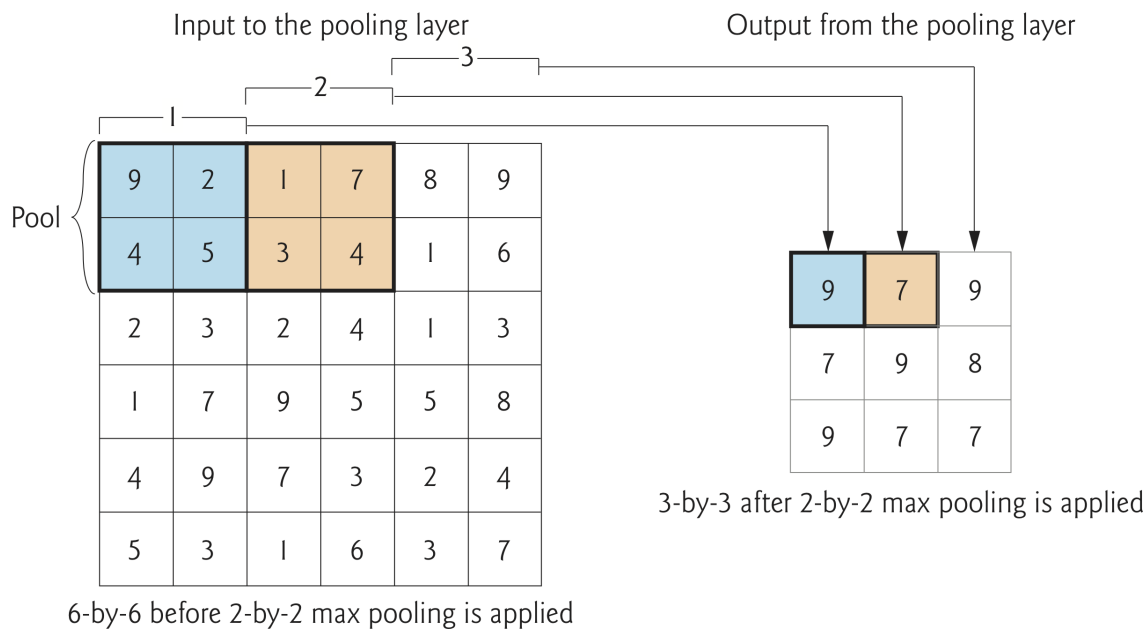 Input to the pooling layer
Output from the pooling layer
3
2
1
Pool
9 2 1 7 8 9
4 5 3 4 1 6
2 3 2 4 1 3
1 7 9 5 5 8
4 9 7 3 2 4
5 3 1 6 3 7
6-by-6 before 2-by-2 max pooling is applied
9 7 9
7 9 8
9 7 7
3-by-3 after 2-by-2 max pooling is applied